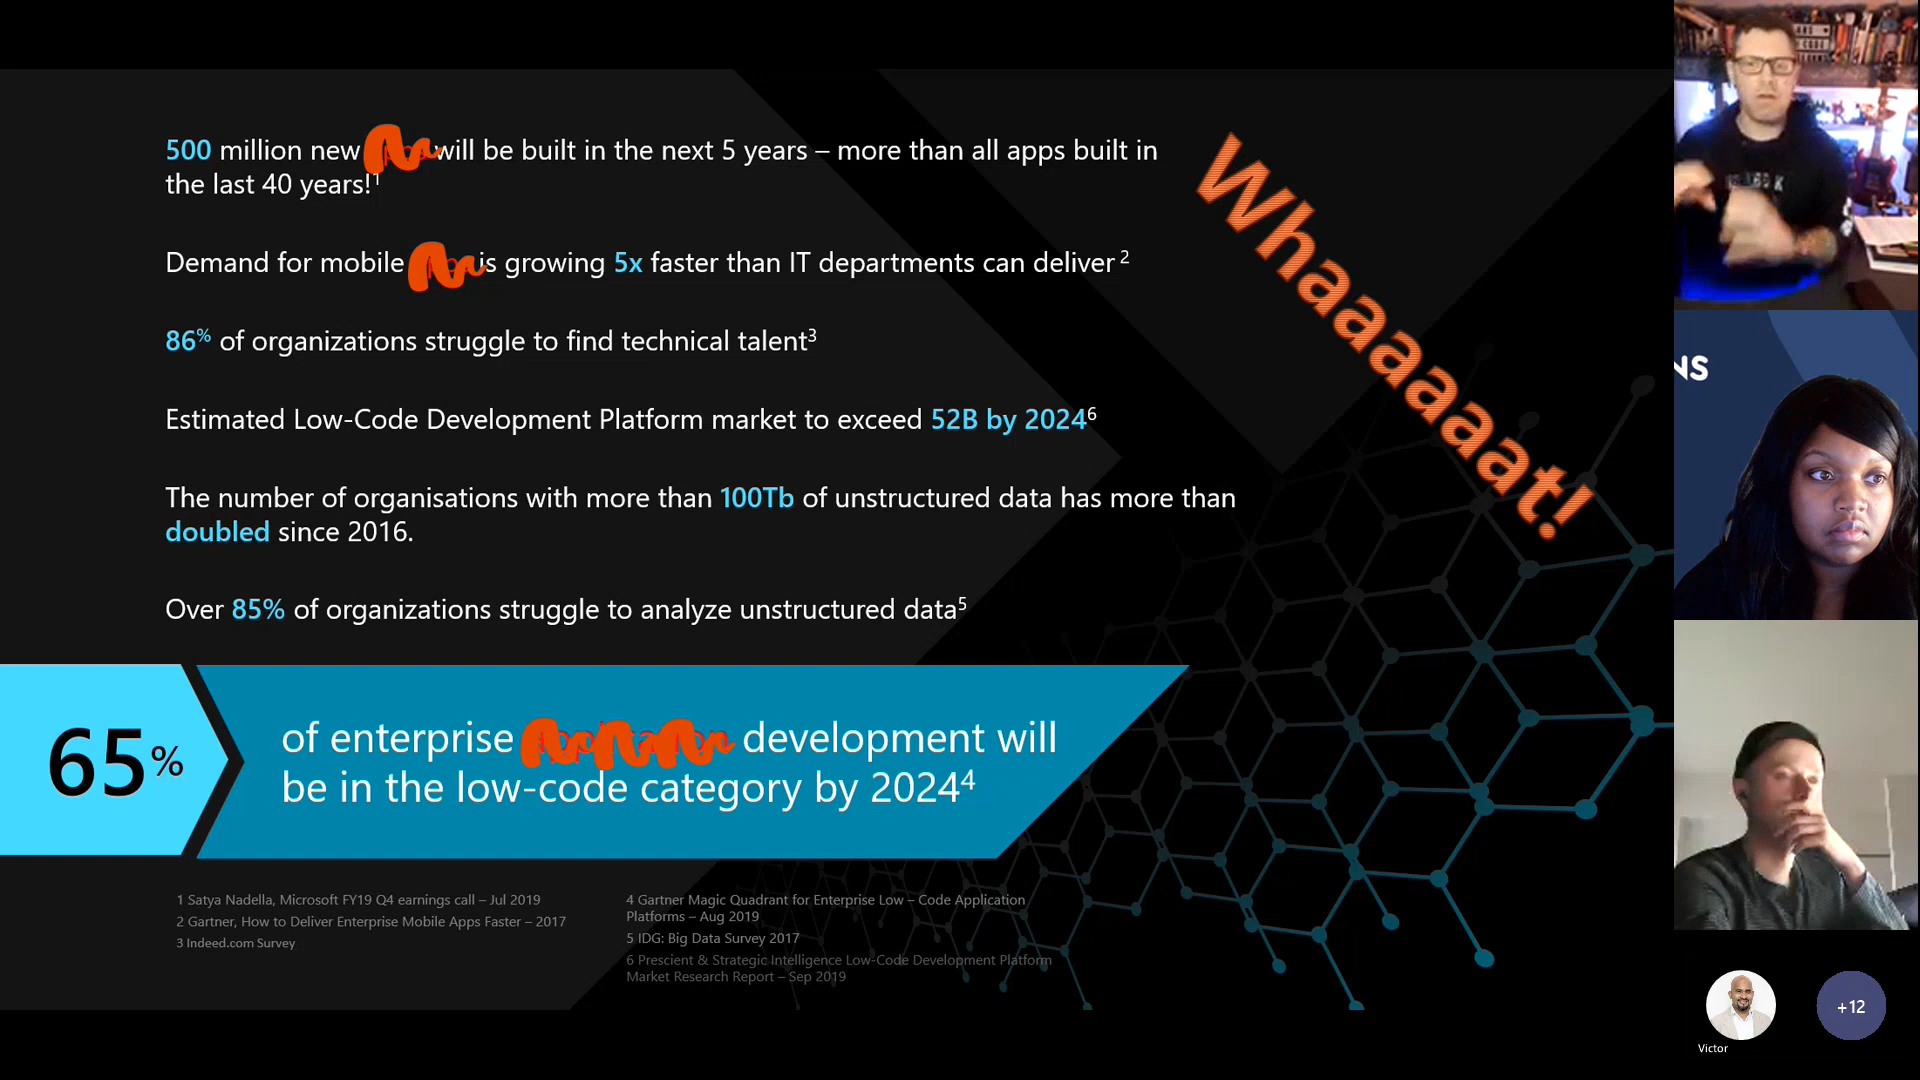 500 million new will be built in the next 5 years – more than all apps built in
the last 40 years!1
Demand for mobile is growing 5x faster than IT departments can deliver 2
86% of organizations struggle to find technical talent3
Estimated Low-Code Development Platform market to exceed 52B by 20246
The number of organisations with more than 100Tb of unstructured data has more than
doubled since 2016.
Over 85% of organizations struggle to analyze unstructured data5
Whaaaaaat!
65%
of enterprise development will
be in the low-code category by 20244
1 Satya Nadella, Microsoft FY19 Q4 earnings call – Jul 2019
2 Gartner, How to Deliver Enterprise Mobile Apps Faster – 2017
3 Indeed.com Survey
4 Gartner Magic Quadrant for Enterprise Low – Code Application
Platforms – Aug 2019
5 IDG: Big Data Survey 2017
6 Prescient & Strategic Intelligence Low-Code Development Platform
Market Research Report – Sep 2019
NS
Victor
+12